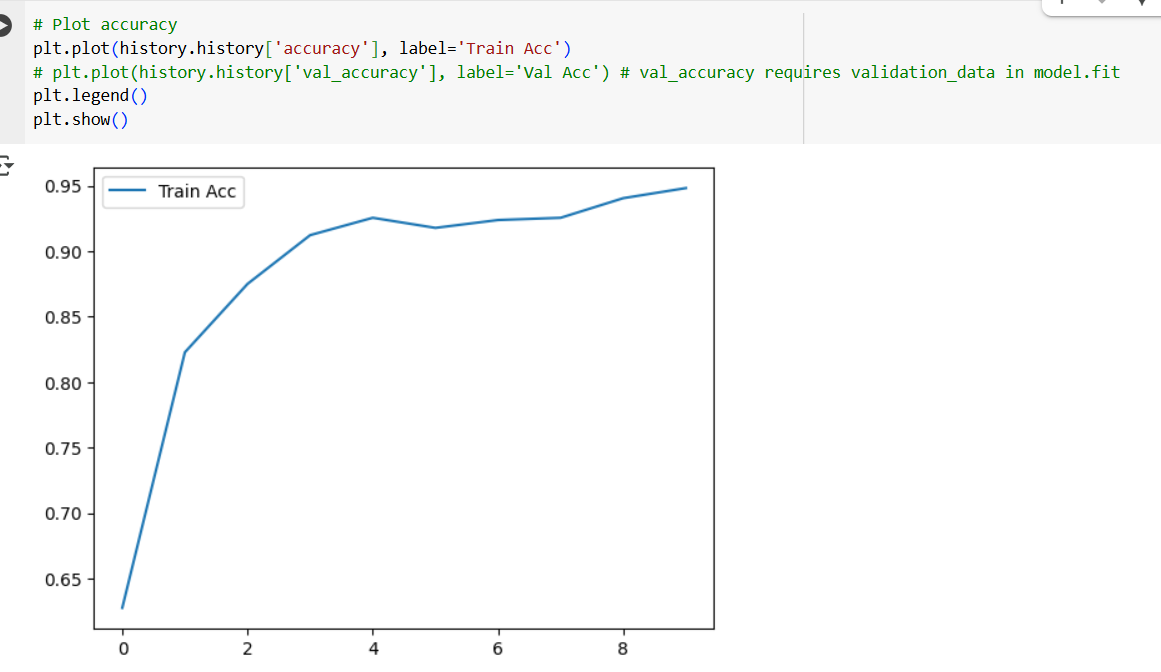 # Plot accuracy
plt.plot(history.history['accuracy'], label='Train Acc')
# plt.plot(history.history['val_accuracy'], label='Val Acc') # val_accuracy requires validation_data in model.fit
plt.legend()
plt.show()
Train Acc
0.95
0.90
0.85
0.80
0.75
0.70
0.65
0 2 4 6 8